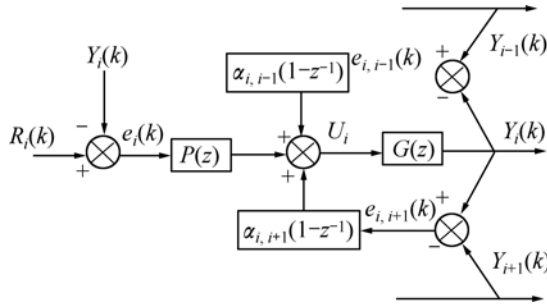 Y_{i-1}(k)
Y_i(k)
α_{i, i-1}(1-z^{-1})
e_{i, i-1}(k)
+
-
R_i(k)
-
+
e_i(k)
P(z)
+
+
U_i
G(z)
Y_i(k)
α_{i, i+1}(1-z^{-1})
e_{i, i+1}(k)
+
-
Y_{i+1}(k)